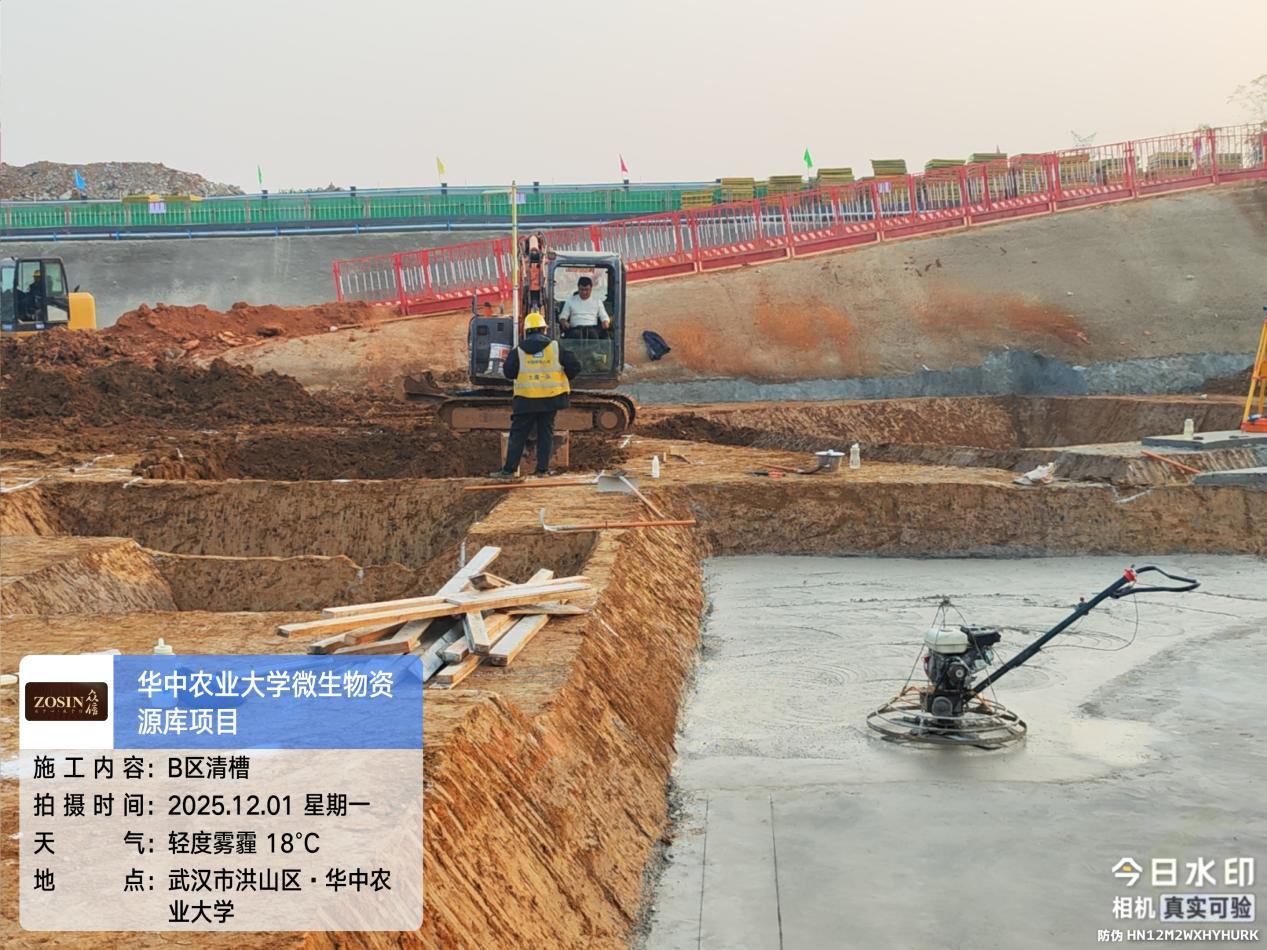 ZOSIN 众信
华中农业大学微生物资
源库项目
施工内容：B区清槽
拍摄时间：2025.12.01 星期一
天气：轻度雾霾 18°C
地点：武汉市洪山区·华中农
业大学
今日水印
相机 真实可验
防伪 HN12M2WXHYHURK